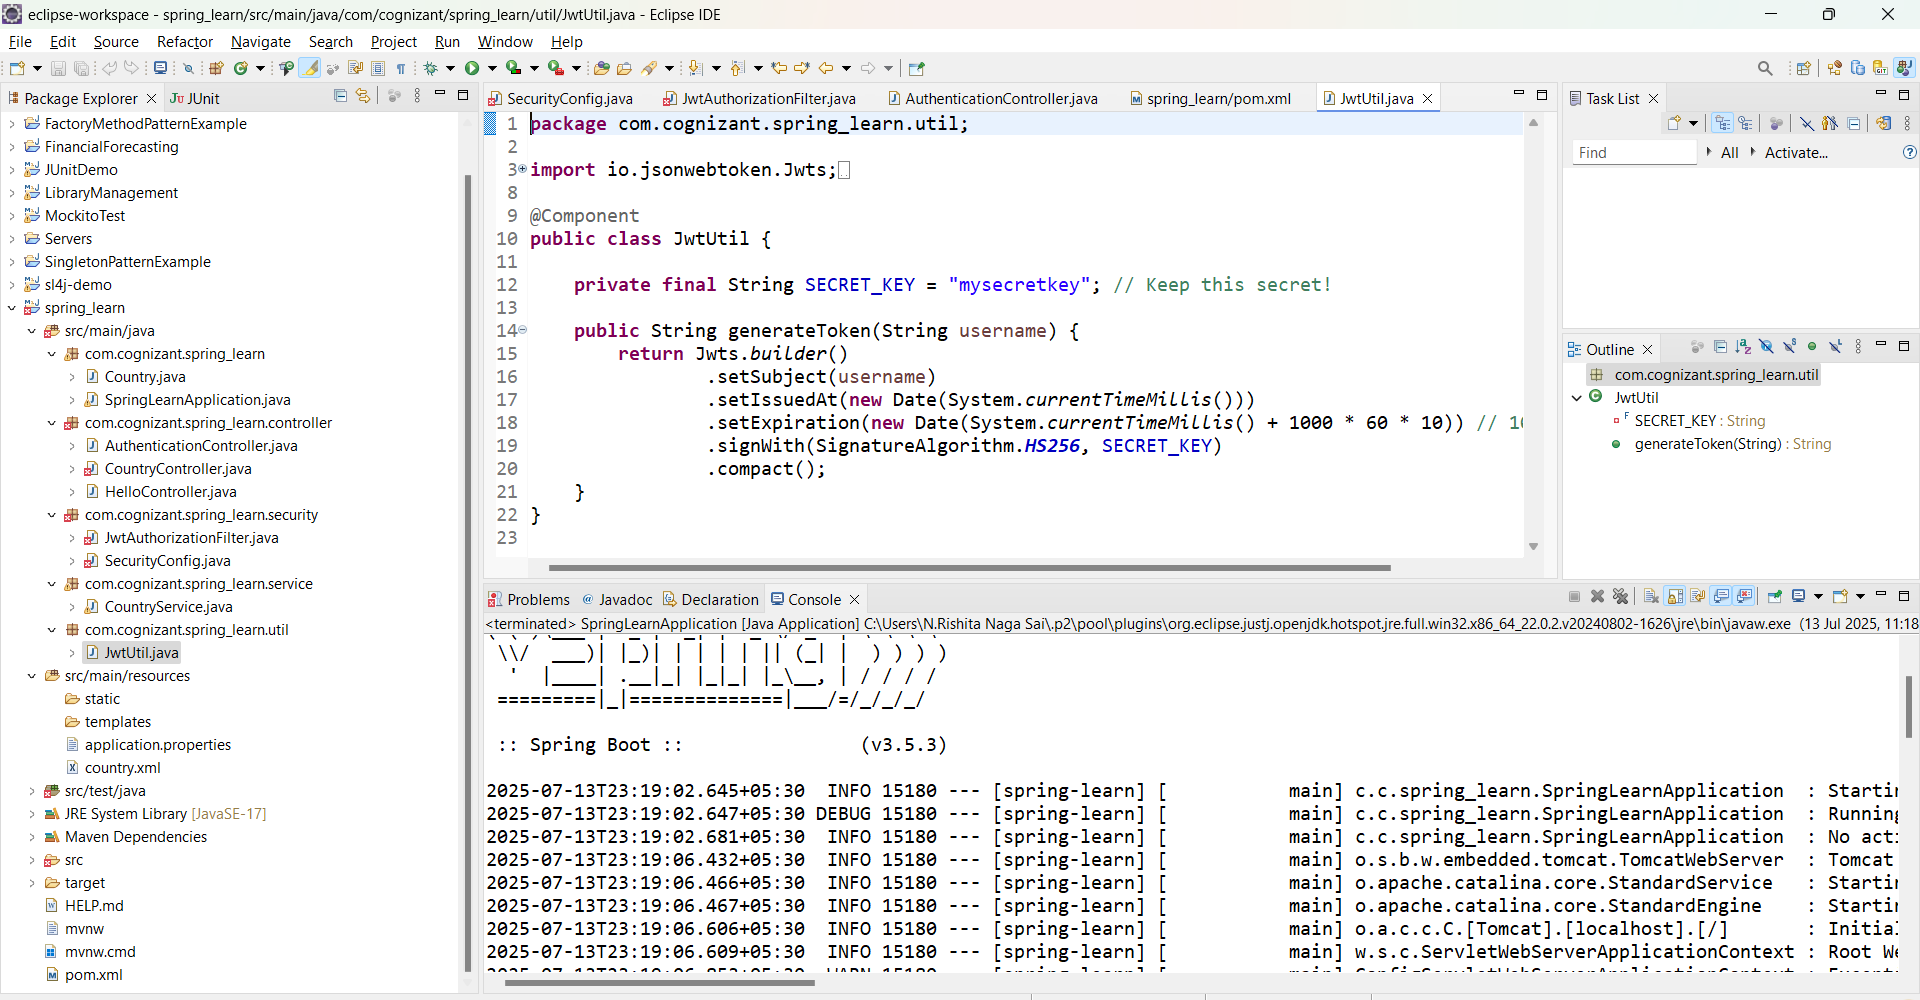 eclipse-workspace - spring_learn/src/main/java/com/cognizant/spring_learn/util/JwtUtil.java - Eclipse IDE
File Edit Source Refactor Navigate Search Project Run Window Help
Package Explorer JUnit
FactoryMethodPatternExample
FinancialForecasting
JUnitDemo
LibraryManagement
MockitoTest
Servers
SingletonPatternExample
sl4j-demo
spring_learn
src/main/java
com.cognizant.spring_learn
Country.java
SpringLearnApplication.java
com.cognizant.spring_learn.controller
AuthenticationController.java
CountryController.java
HelloController.java
com.cognizant.spring_learn.security
JwtAuthorizationFilter.java
SecurityConfig.java
com.cognizant.spring_learn.service
CountryService.java
com.cognizant.spring_learn.util
JwtUtil.java
src/main/resources
static
templates
application.properties
country.xml
src/test/java
JRE System Library [JavaSE-17]
Maven Dependencies
src
target
HELP.md
mvnw
mvnw.cmd
pom.xml
SecurityConfig.java JwtAuthorizationFilter.java AuthenticationController.java spring_learn/pom.xml JwtUtil.java
1 package com.cognizant.spring_learn.util;
2
3 import io.jsonwebtoken.Jwts;
8
9 @Component
10 public class JwtUtil {
11
12 private final String SECRET_KEY = "mysecretkey"; // Keep this secret!
13
14 public String generateToken(String username) {
15 return Jwts.builder()
16 .setSubject(username)
17 .setIssuedAt(new Date(System.currentTimeMillis()))
18 .setExpiration(new Date(System.currentTimeMillis() + 1000 * 60 * 10)) //
19 .signWith(SignatureAlgorithm.HS256, SECRET_KEY)
20 .compact();
21 }
22 }
23
Task List
Find All Activate...
Outline
com.cognizant.spring_learn.util
JwtUtil
SECRET_KEY : String
generateToken(String) : String
Problems Javadoc Declaration Console
<terminated> SpringLearnApplication [Java Application] C:\Users\N.Rishita Naga Sai\.p2\pool\plugins\org.eclipse.justj.openjdk.hotspot.jre.full.win32.x86_64_22.0.2.v20240802-1626\jre\bin\javaw.exe (13 Jul 2025, 11:18
:: Spring Boot :: (v3.5.3)
2025-07-13T23:19:02.645+05:30 INFO 15180 --- [spring-learn] [ main] c.c.spring_learn.SpringLearnApplication : Startin
2025-07-13T23:19:02.647+05:30 DEBUG 15180 --- [spring-learn] [ main] c.c.spring_learn.SpringLearnApplication : Running
2025-07-13T23:19:02.681+05:30 INFO 15180 --- [spring-learn] [ main] c.c.spring_learn.SpringLearnApplication : No acti
2025-07-13T23:19:06.432+05:30 INFO 15180 --- [spring-learn] [ main] o.s.b.w.embedded.tomcat.TomcatWebServer : Tomcat
2025-07-13T23:19:06.466+05:30 INFO 15180 --- [spring-learn] [ main] o.apache.catalina.core.StandardService : Startin
2025-07-13T23:19:06.467+05:30 INFO 15180 --- [spring-learn] [ main] o.apache.catalina.core.StandardEngine : Startin
2025-07-13T23:19:06.606+05:30 INFO 15180 --- [spring-learn] [ main] o.a.c.c.C.[Tomcat].[localhost].[/] : Initial
2025-07-13T23:19:06.609+05:30 INFO 15180 --- [spring-learn] [ main] w.s.c.ServletWebServerApplicationContext : Root We